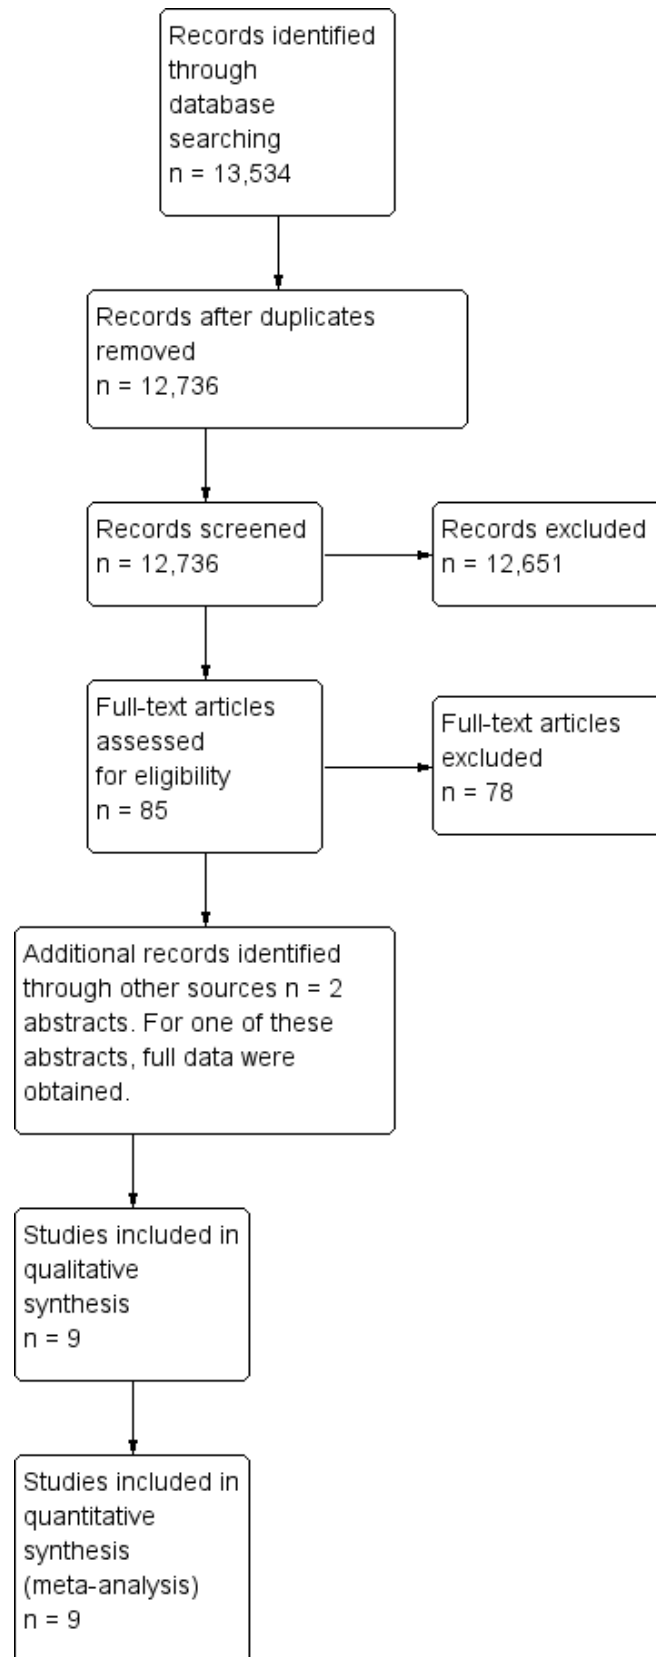 Records identified
through
database
searching
n = 13,534
Records after duplicates
removed
n = 12,736
Records screened
n = 12,736
Records excluded
n = 12,651
Full-text articles
assessed
for eligibility
n = 85
Full-text articles
excluded
n = 78
Additional records identified
through other sources n = 2
abstracts. For one of these
abstracts, full data were
obtained.
Studies included in
qualitative
synthesis
n = 9
Studies included in
quantitative
synthesis
(meta-analysis)
n = 9